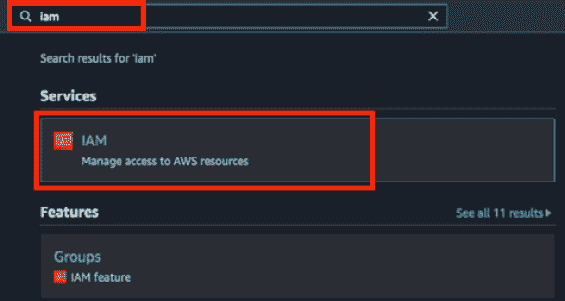 iam
Search results for 'iam'
Services
IAM
Manage access to AWS resources
Features
See all 11 results
Groups
IAM feature